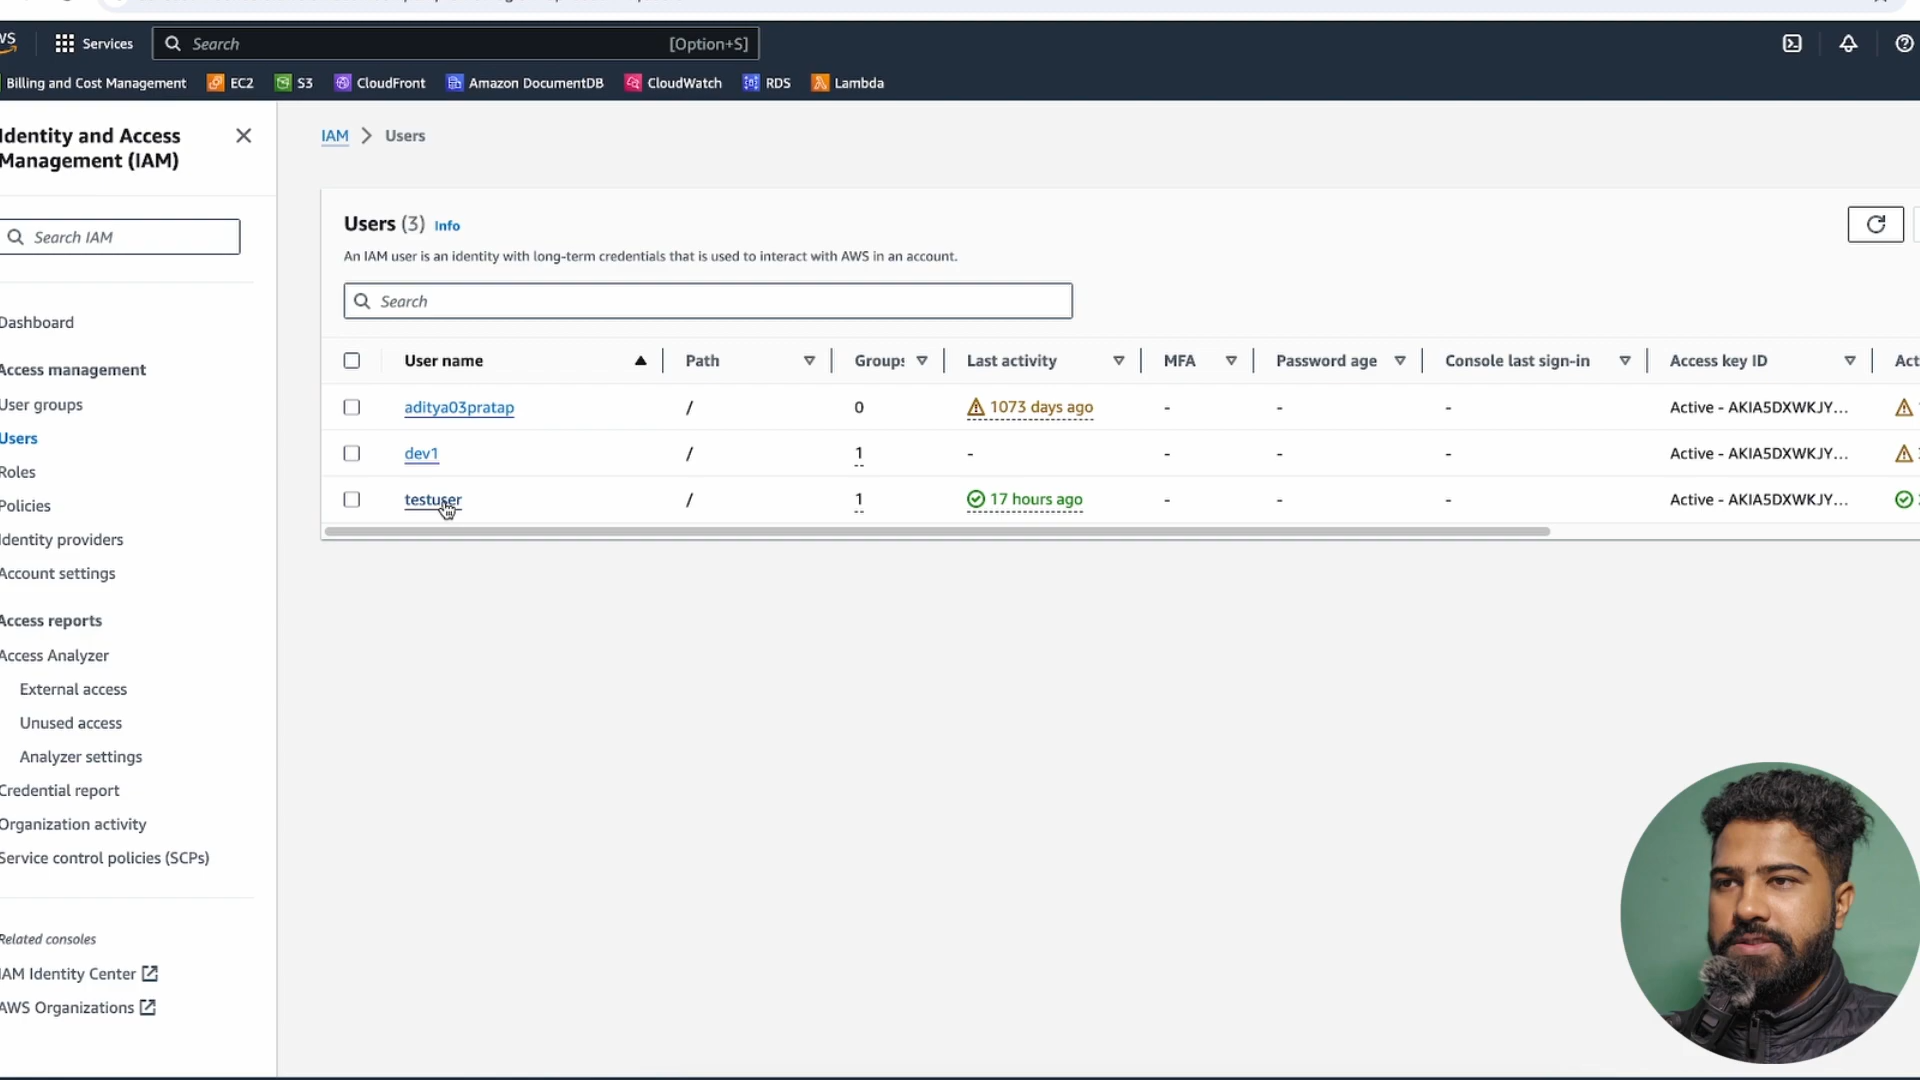 Services
Search
[Option+S]
Billing and Cost Management
EC2
S3
CloudFront
Amazon DocumentDB
CloudWatch
RDS
Lambda
Identity and Access
Management (IAM)
Search IAM
Dashboard
Access management
User groups
Users
Roles
Policies
Identity providers
Account settings
Access reports
Access Analyzer
External access
Unused access
Analyzer settings
Credential report
Organization activity
Service control policies (SCPs)
Related consoles
IAM Identity Center
AWS Organizations
IAM > Users
Users (3) Info
An IAM user is an identity with long-term credentials that is used to interact with AWS in an account.
Search
User name Path Groups Last activity MFA Password age Console last sign-in Access key ID Act
aditya03pratap / 0 1073 days ago - - - Active - AKIA5DXWKJY...
dev1 / 1 - - - - Active - AKIA5DXWKJY...
testuser / 1 17 hours ago - - - Active - AKIA5DXWKJY...